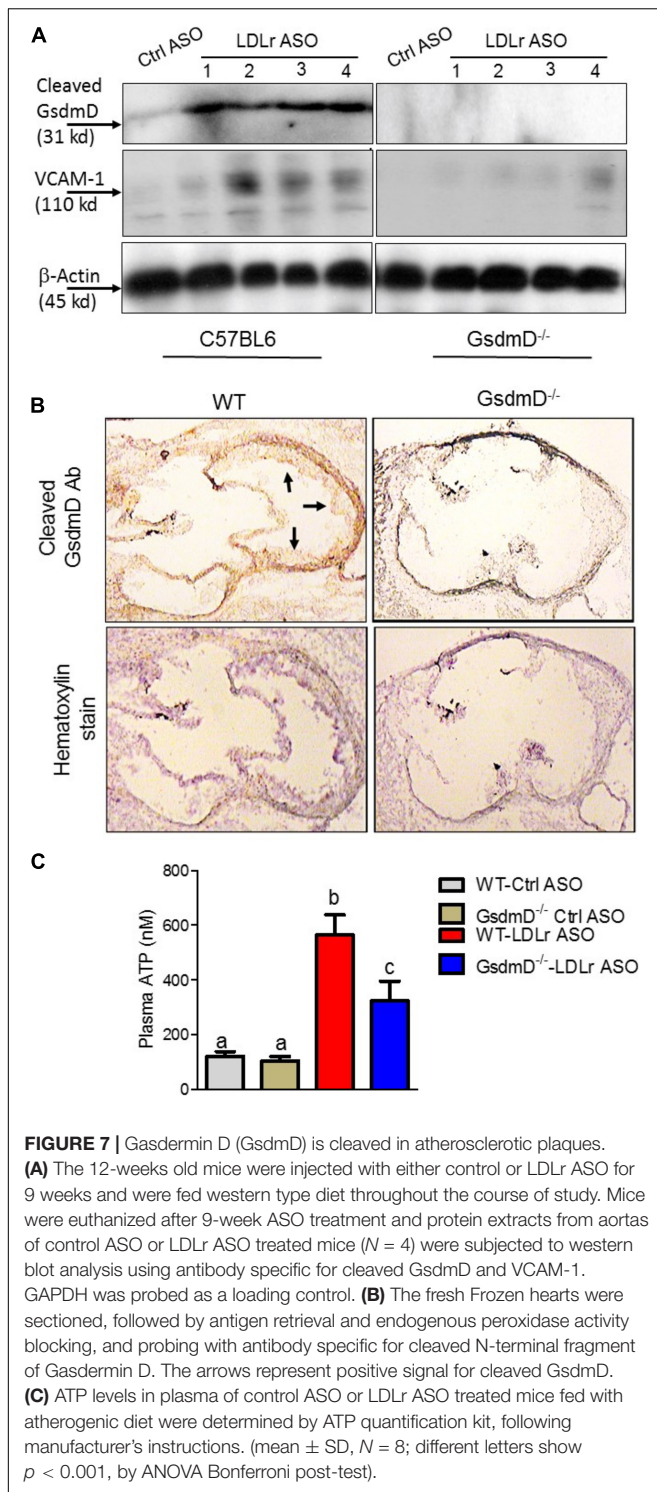 A
Ctrl ASO LDLr ASO Ctrl ASO LDLr ASO
1 2 3 4 1 2 3 4
Cleaved
GsdmD
(31 kd)
VCAM-1
(110 kd
β-Actin
(45 kd)
C57BL6 GsdmD-/-
B
WT GsdmD-/-
Cleaved
GsdmD Ab
Hematoxylin
stain
C
Plasma ATP (nM)
800
600
400
200
0
a
a
b
c
WT-Ctrl ASO
GsdmD-/- Ctrl ASO
WT-LDLr ASO
GsdmD-/--LDLr ASO
FIGURE 7 | Gasdermin D (GsdmD) is cleaved in atherosclerotic plaques.
(A) The 12-weeks old mice were injected with either control or LDLr ASO for
9 weeks and were fed western type diet throughout the course of study. Mice
were euthanized after 9-week ASO treatment and protein extracts from aortas
of control ASO or LDLr ASO treated mice (N = 4) were subjected to western
blot analysis using antibody specific for cleaved GsdmD and VCAM-1.
GAPDH was probed as a loading control. (B) The fresh Frozen hearts were
sectioned, followed by antigen retrieval and endogenous peroxidase activity
blocking, and probing with antibody specific for cleaved N-terminal fragment
of Gasdermin D. The arrows represent positive signal for cleaved GsdmD.
(C) ATP levels in plasma of control ASO or LDLr ASO treated mice fed with
atherogenic diet were determined by ATP quantification kit, following
manufacturer's instructions. (mean ± SD, N = 8; different letters show
p < 0.001, by ANOVA Bonferroni post-test).